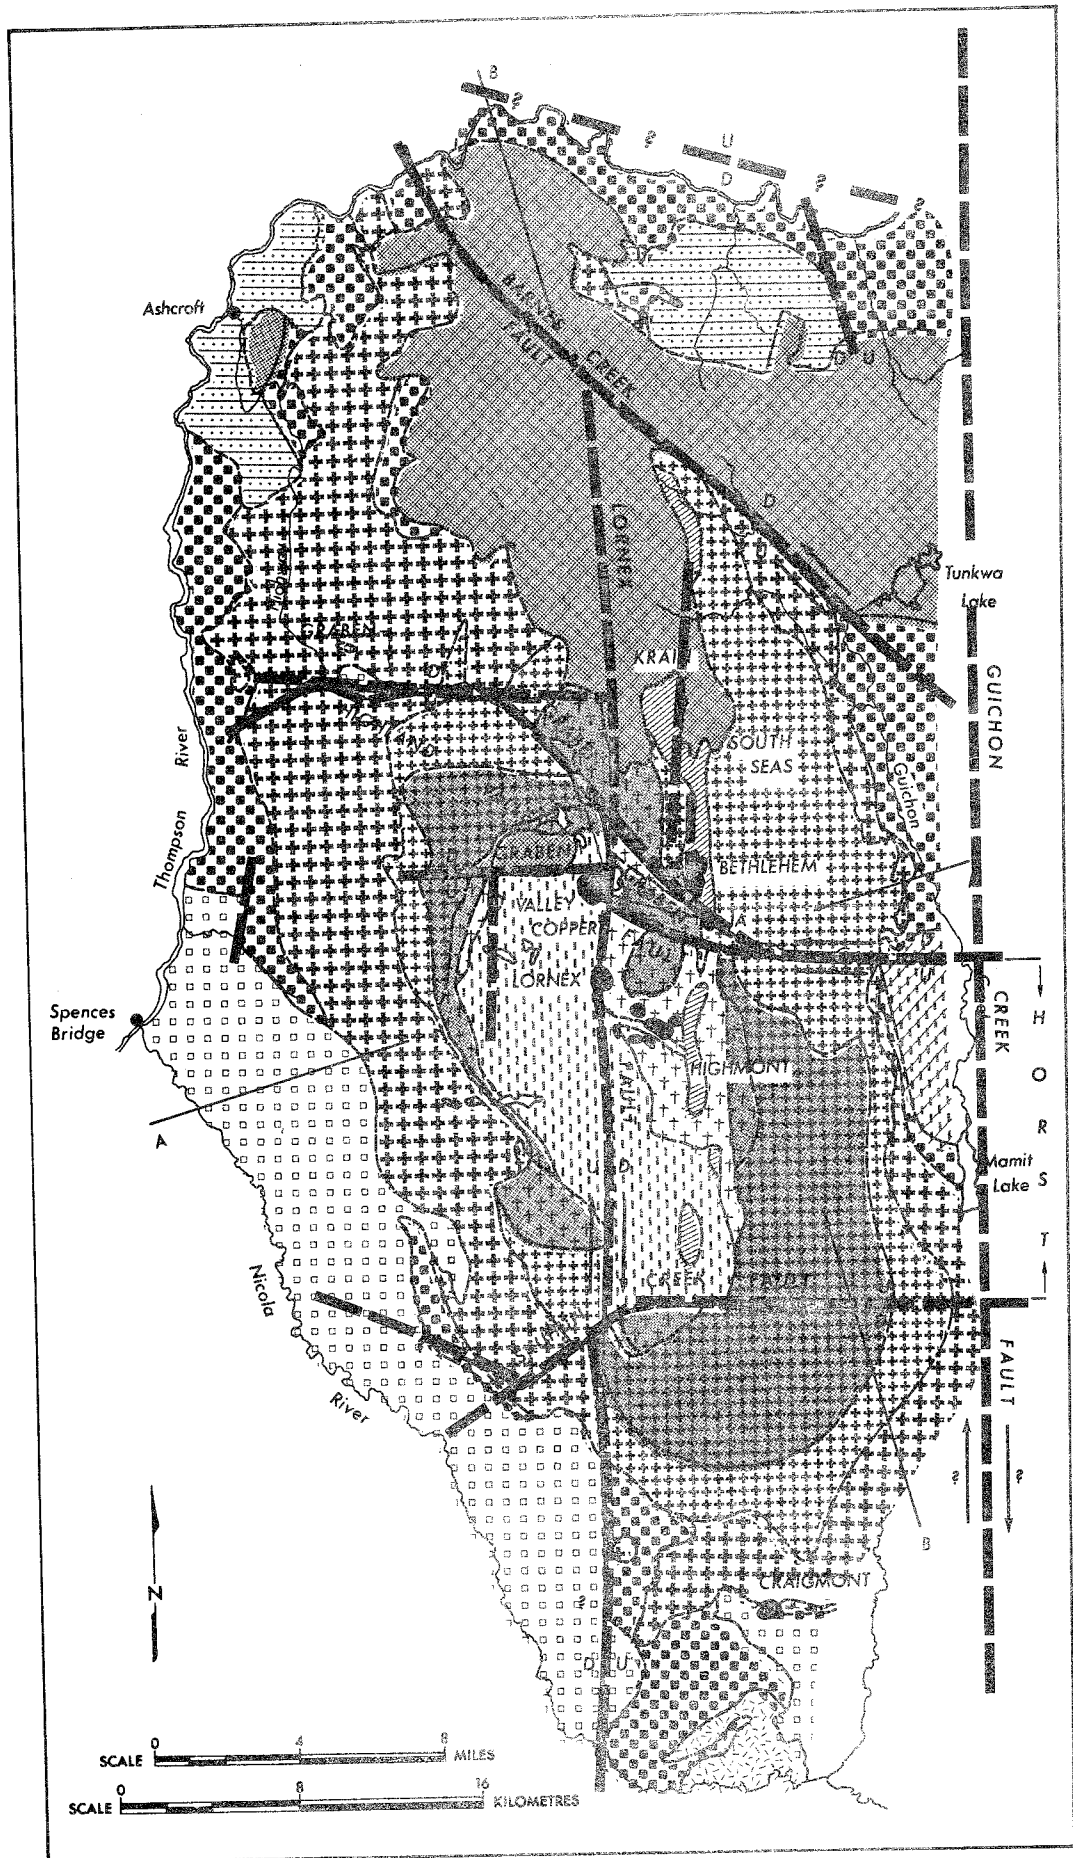 B
?
?
U
D
?
?
Ashcroft
BARNES
CREEK
FAULT
D
U
D
LORNEX
U
Tunkwa
Lake
Highway
GRABEN
KRAIN
GUICHON
River
SOUTH
SEAS
Guichon
Thompson
GRABEN
BETHLEHEM
VALLEY
COPPER
A
LORNEX
Spences
Bridge
CREEK
HORST
HIGHMONT
FAULT
A
Mamit
Lake
U D
Nicola
CREEK FAULT
FAULT
River
? ?
B
N
CRAIGMONT
?
D U
0 4 8
SCALE MILES
0 8 16
SCALE KILOMETRES